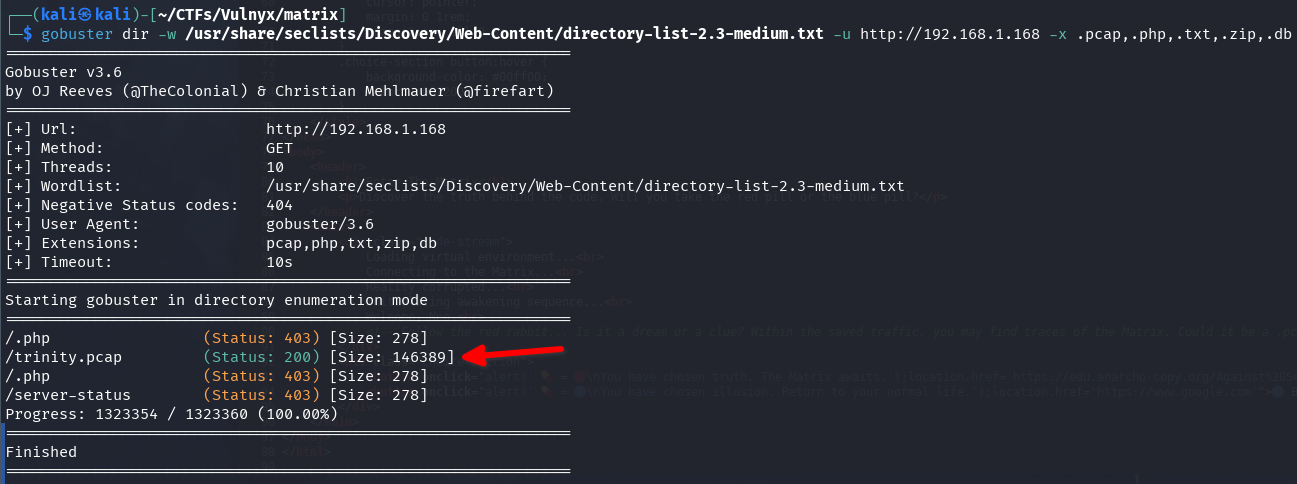 ┌──(kali㉿kali)-[~/CTFs/Vulnyx/matrix]
└─$ gobuster dir -w /usr/share/seclists/Discovery/Web-Content/directory-list-2.3-medium.txt -u http://192.168.1.168 -x .pcap,.php,.txt,.zip,.db
===============================================================
Gobuster v3.6
by OJ Reeves (@TheColonial) & Christian Mehlmauer (@firefart)
===============================================================
[+] Url:                     http://192.168.1.168
[+] Method:                  GET
[+] Threads:                 10
[+] Wordlist:                /usr/share/seclists/Discovery/Web-Content/directory-list-2.3-medium.txt
[+] Negative Status codes:   404
[+] User Agent:              gobuster/3.6
[+] Extensions:              pcap,php,txt,zip,db
[+] Timeout:                 10s
===============================================================
Starting gobuster in directory enumeration mode
===============================================================
/.php                 (Status: 403) [Size: 278]
/trinity.pcap         (Status: 200) [Size: 146389]
/.php                 (Status: 403) [Size: 278]
/server-status        (Status: 403) [Size: 278]
Progress: 1323354 / 1323360 (100.00%)
===============================================================
Finished
===============================================================